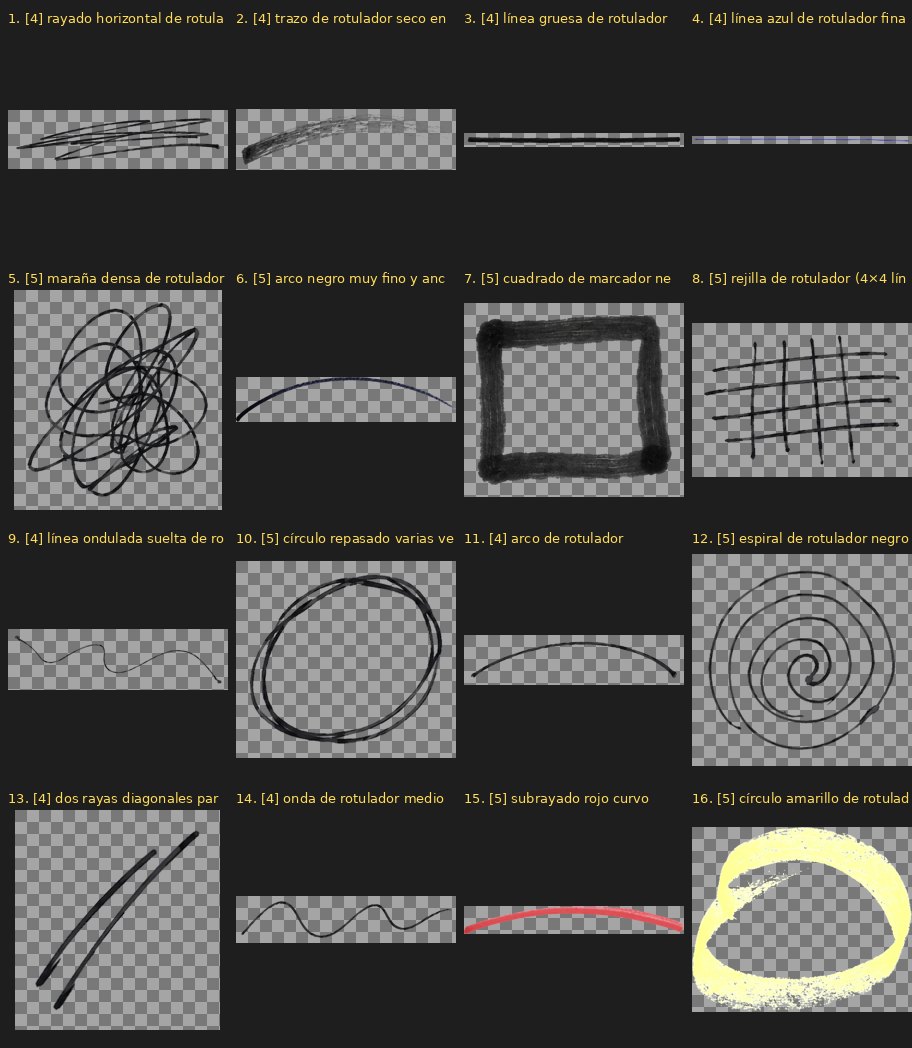 1. [4] rayado horizontal de rotula
2. [4] trazo de rotulador seco en
3. [4] línea gruesa de rotulador
4. [4] línea azul de rotulador fina
5. [5] maraña densa de rotulador
6. [5] arco negro muy fino y anc
7. [5] cuadrado de marcador ne
8. [5] rejilla de rotulador (4×4 lín
9. [4] línea ondulada suelta de ro
10. [5] círculo repasado varias ve
11. [4] arco de rotulador
12. [5] espiral de rotulador negro
13. [4] dos rayas diagonales par
14. [4] onda de rotulador medio
15. [5] subrayado rojo curvo
16. [5] círculo amarillo de rotulad